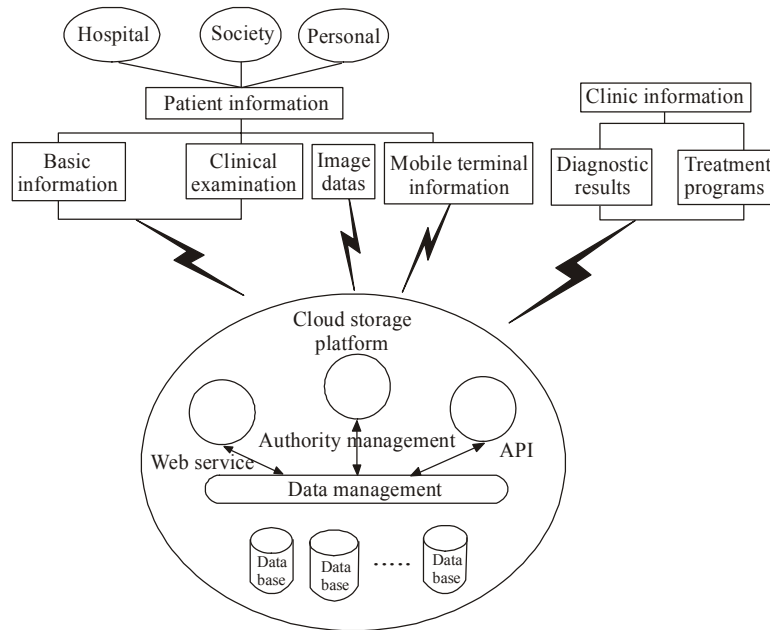 Hospital
Society
Personal
Patient information
Clinic information
Basic
information
Clinical
examination
Image
datas
Mobile terminal
information
Diagnostic
results
Treatment
programs
Cloud storage
platform
Authority management
Web service
API
Data management
Data
base
Data
base
.....
Data
base